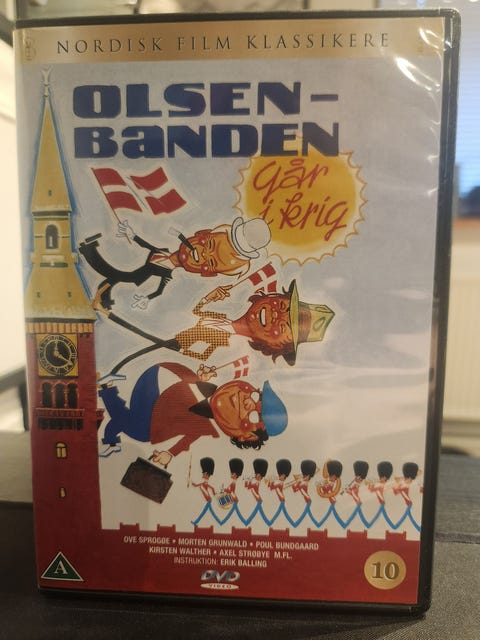 NORDISK FILM KLASSIKERE
OLSEN-
BANDEN
går
i krig
OVE SPROGØE • MORTEN GRUNWALD • POUL BUNDGAARD
KIRSTEN WALTHER • AXEL STRØBYE M.FL.
INSTRUKTION: ERIK BALLING
A
DVD
VIDEO
10